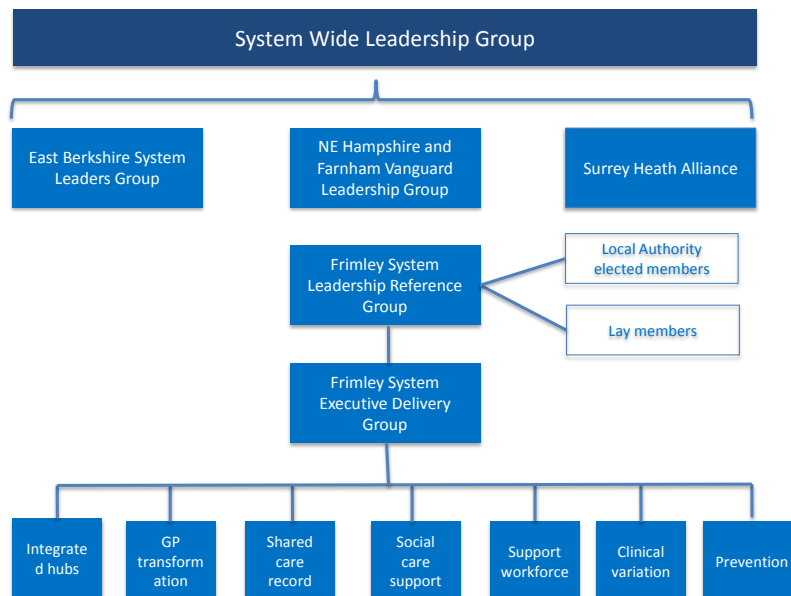 System Wide Leadership Group
East Berkshire System
Leaders Group
NE Hampshire and
Farnham Vanguard
Leadership Group
Surrey Heath Alliance
Frimley System
Leadership Reference
Group
Local Authority
elected members
Lay members
Frimley System
Executive Delivery
Group
Integrate
d hubs
GP
transform
ation
Shared
care
record
Social
care
support
Support
workforce
Clinical
variation
Prevention